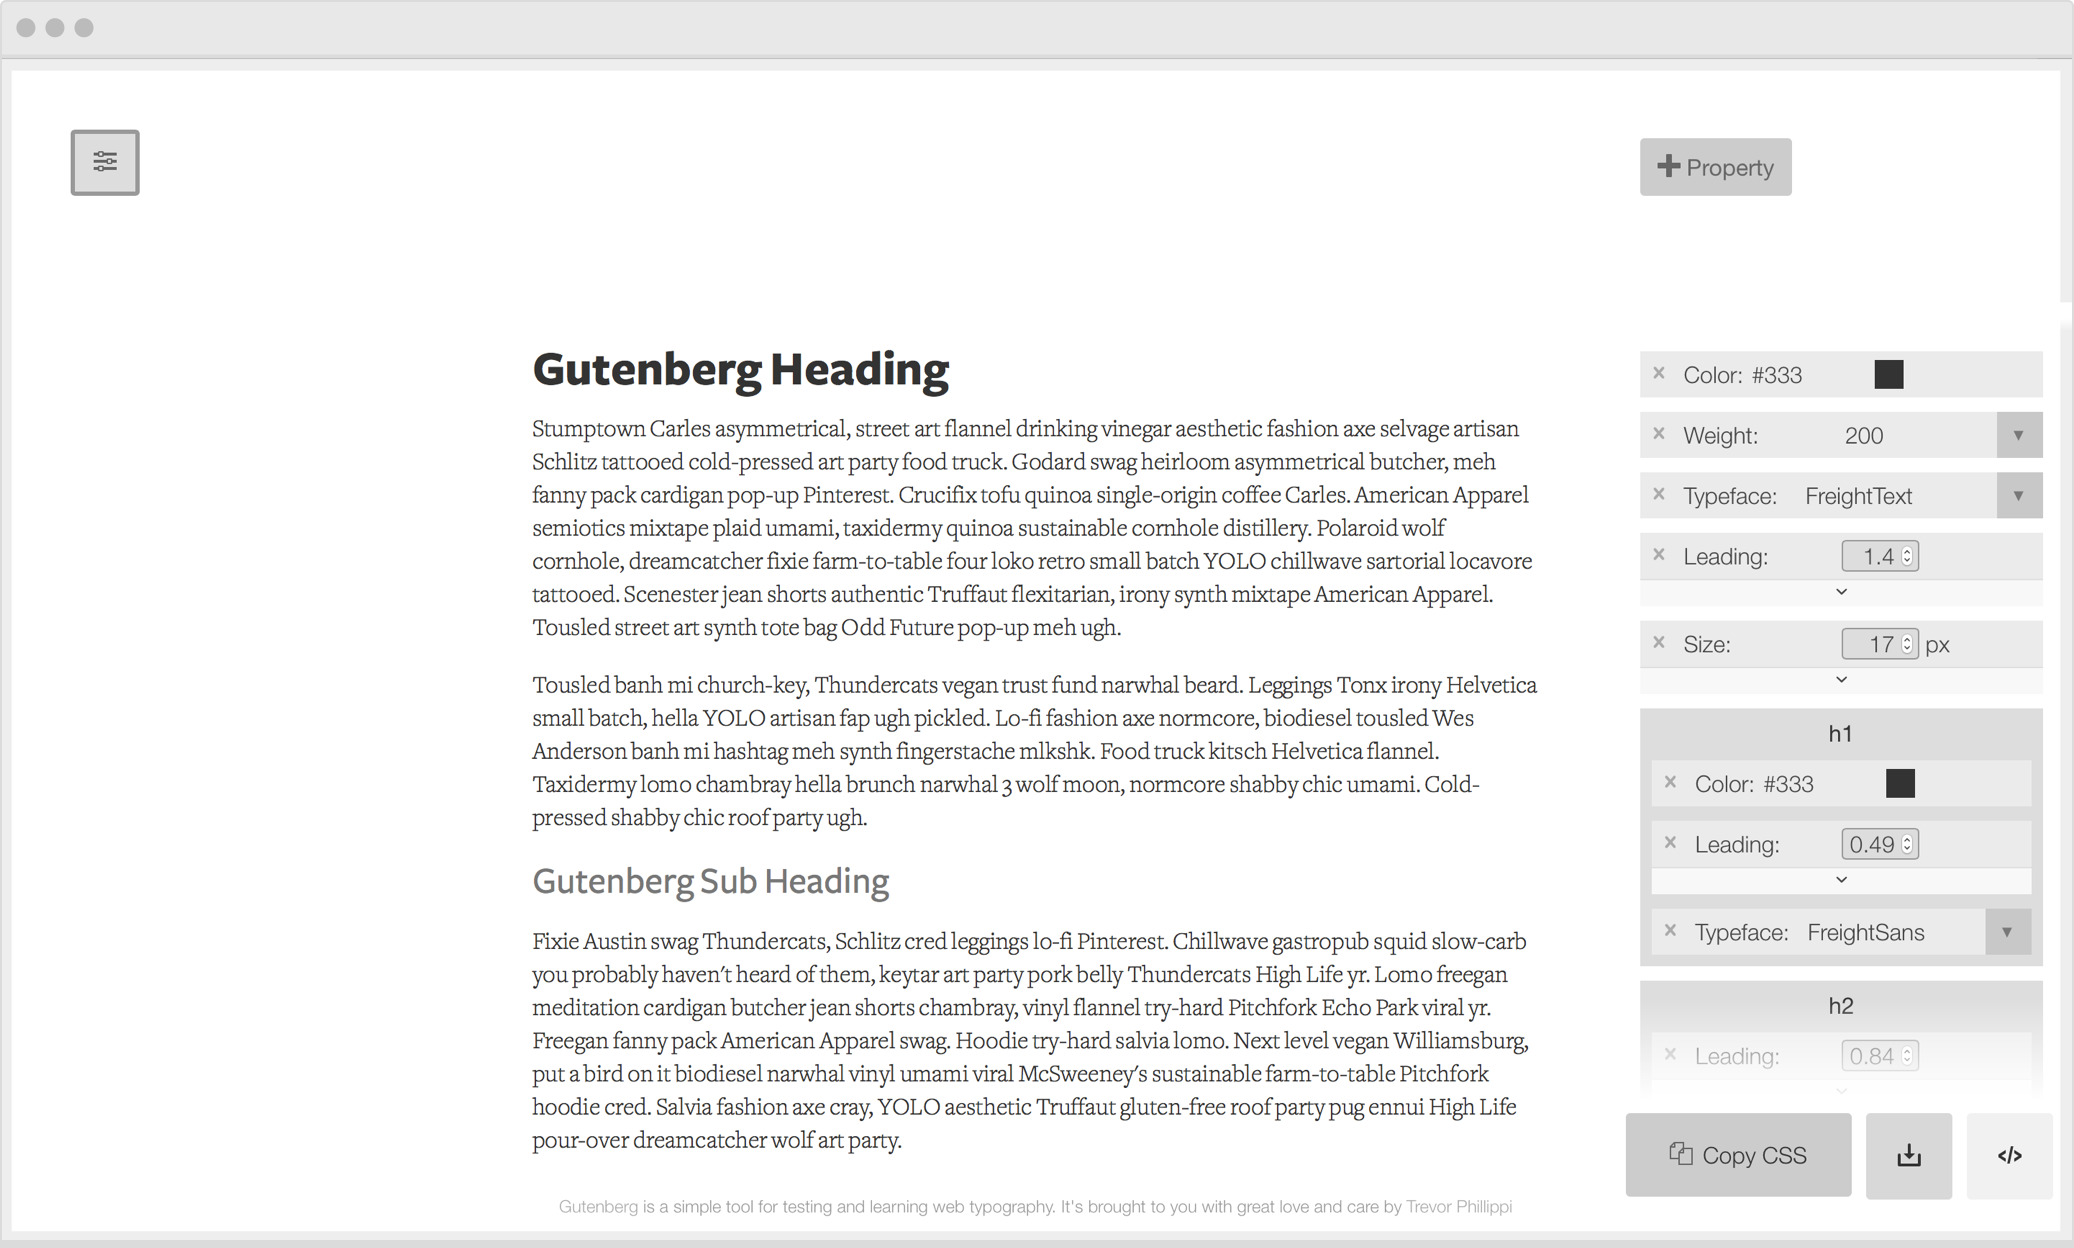 Property
Gutenberg Heading
Stumptown Carles asymmetrical, street art flannel drinking vinegar aesthetic fashion axe selvage artisan
Schlitz tattooed cold-pressed art party food truck. Godard swag heirloom asymmetrical butcher, meh
fanny pack cardigan pop-up Pinterest. Crucifix tofu quinoa single-origin coffee Carles. American Apparel
semiotics mixtape plaid umami, taxidermy quinoa sustainable cornhole distillery. Polaroid wolf
cornhole, dreamcatcher fixie farm-to-table four loko retro small batch YOLO chillwave sartorial locavore
tattooed. Scenester jean shorts authentic Truffaut flexitarian, irony synth mixtape American Apparel.
Tousled street art synth tote bag Odd Future pop-up meh ugh.
Tousled banh mi church-key, Thundercats vegan trust fund narwhal beard. Leggings Tonx irony Helvetica
small batch, hella YOLO artisan fap ugh pickled. Lo-fi fashion axe normcore, biodiesel tousled Wes
Anderson banh mi hashtag meh synth fingerstache mlkshk. Food truck kitsch Helvetica flannel.
Taxidermy lomo chambray hella brunch narwhal 3 wolf moon, normcore shabby chic umami. Cold-
pressed shabby chic roof party ugh.
Gutenberg Sub Heading
Fixie Austin swag Thundercats, Schlitz cred leggings lo-fi Pinterest. Chillwave gastropub squid slow-carb
you probably haven't heard of them, keytar art party pork belly Thundercats High Life yr. Lomo freegan
meditation cardigan butcher jean shorts chambray, vinyl flannel try-hard Pitchfork Echo Park viral yr.
Freegan fanny pack American Apparel swag. Hoodie try-hard salvia lomo. Next level vegan Williamsburg,
put a bird on it biodiesel narwhal vinyl umami viral McSweeney's sustainable farm-to-table Pitchfork
hoodie cred. Salvia fashion axe cray, YOLO aesthetic Truffaut gluten-free roof party pug ennui High Life
pour-over dreamcatcher wolf art party.
Gutenberg is a simple tool for testing and learning web typography. It's brought to you with great love and care by Trevor Phillippi
Color: #333
Weight: 200
Typeface: FreightText
Leading: 1.4
Size: 17 px
h1
Color: #333
Leading: 0.49
Typeface: FreightSans
h2
Leading: 0.84
Copy CSS
</>